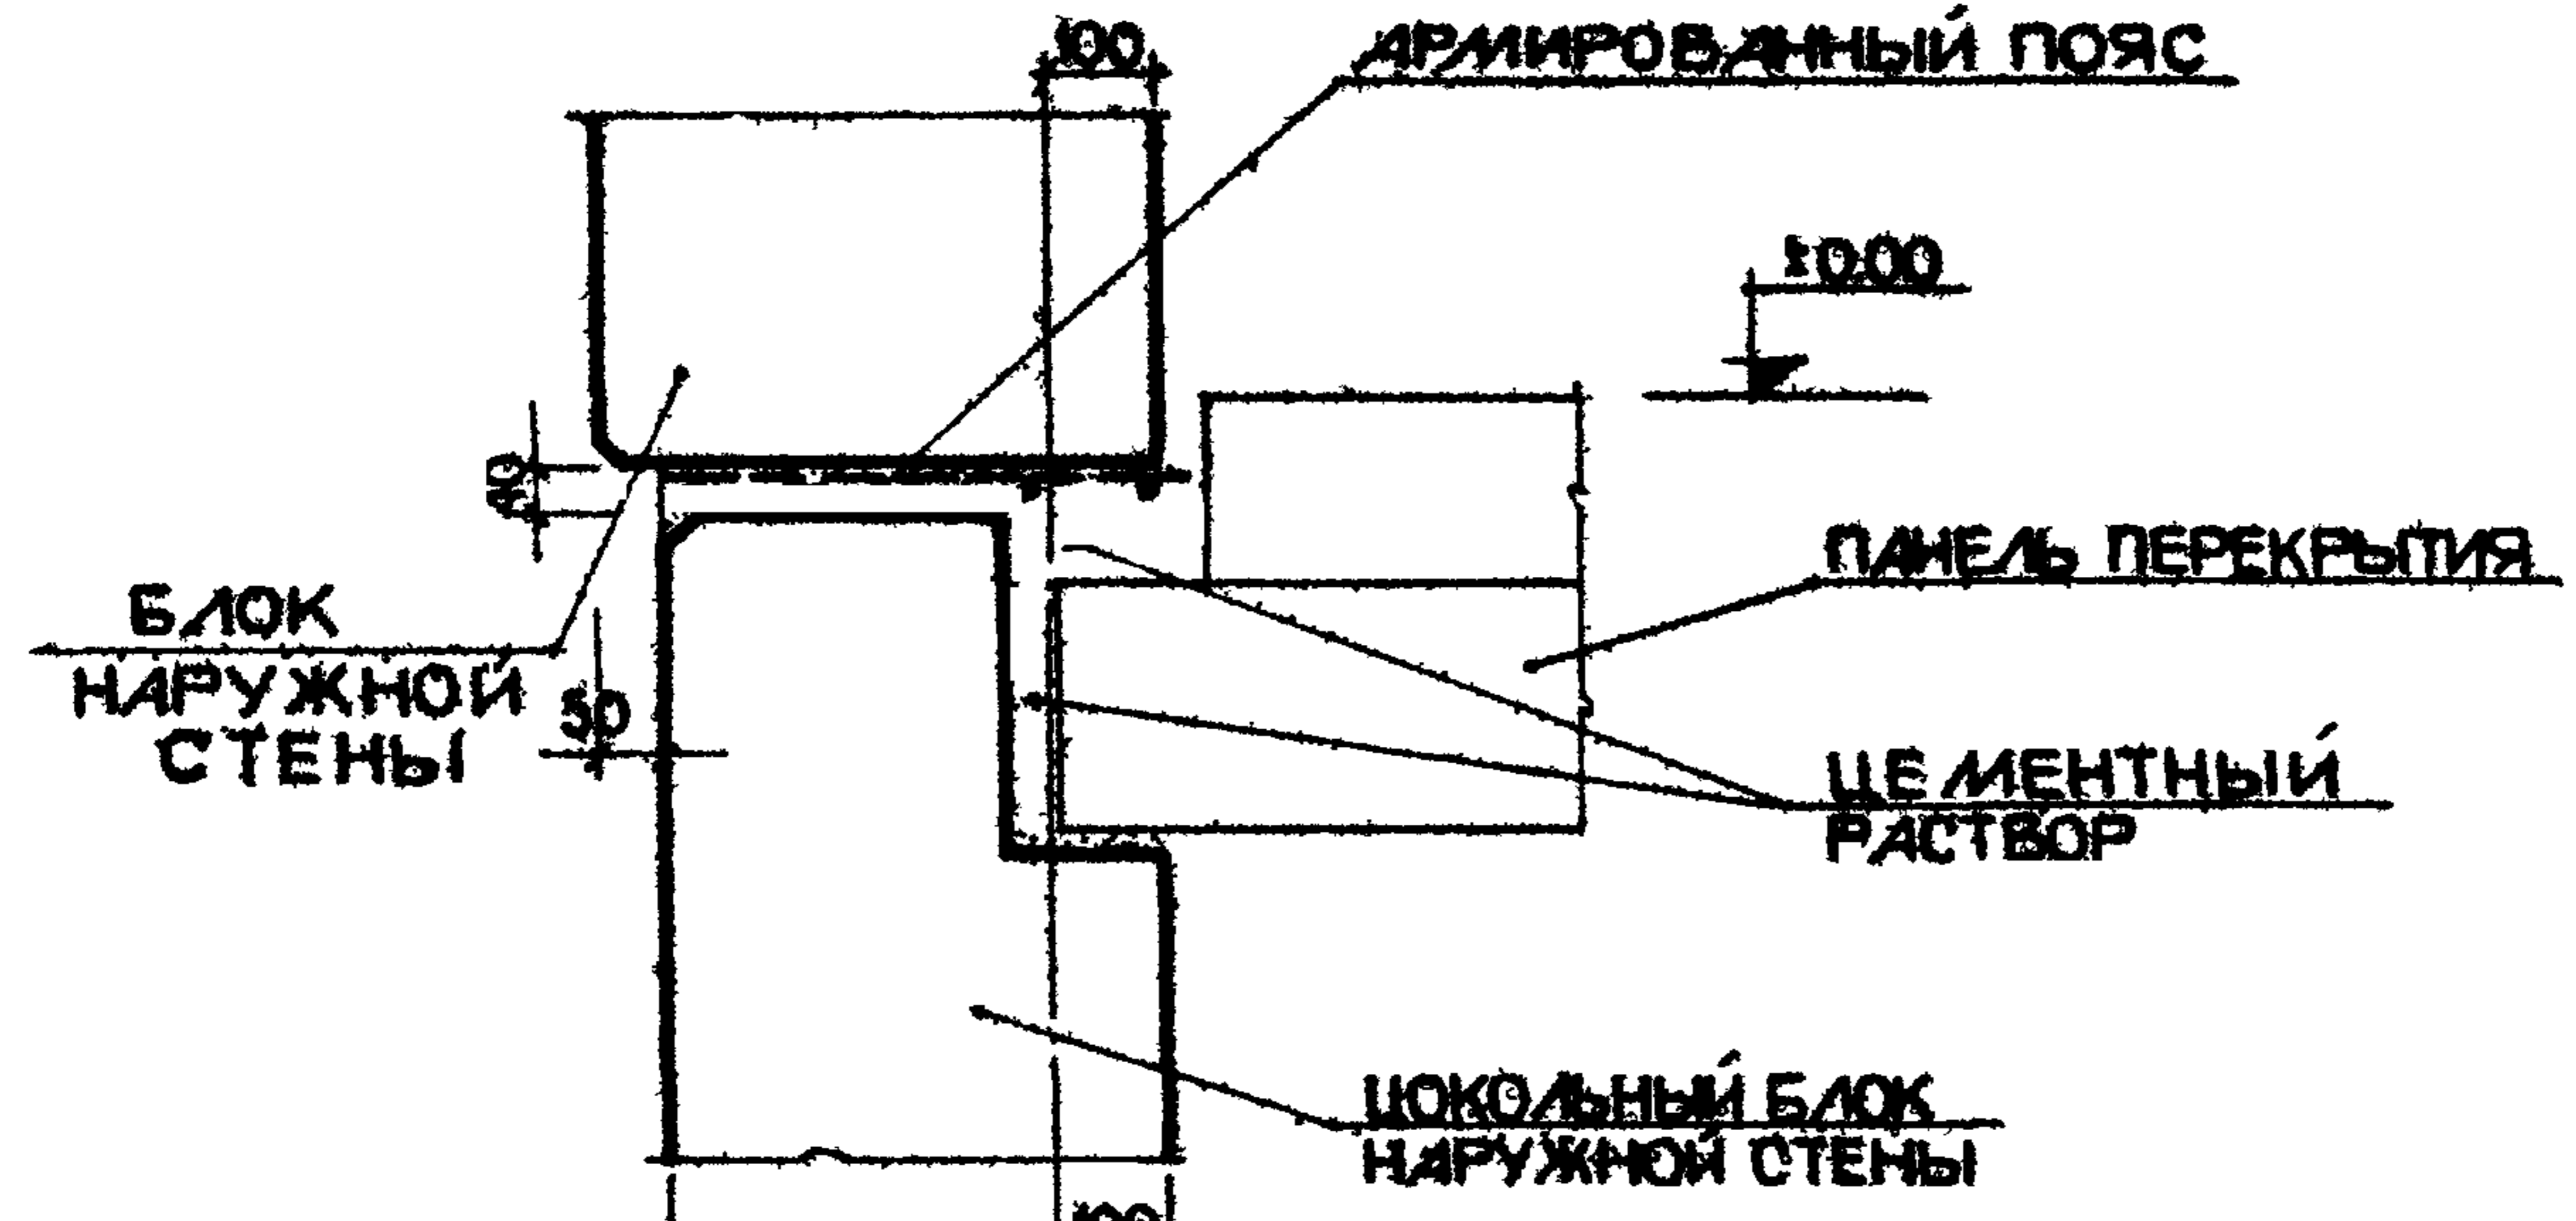 100
АРМИРОВАННЫЙ ПОЯС
±0.00
40
ПАНЕЛЬ ПЕРЕКРЫТИЯ
БЛОК
НАРУЖНОЙ
СТЕНЫ
50
ЦЕМЕНТНЫЙ
РАСТВОР
ЦОКОЛЬНЫЙ БЛОК
НАРУЖНОЙ СТЕНЫ
100